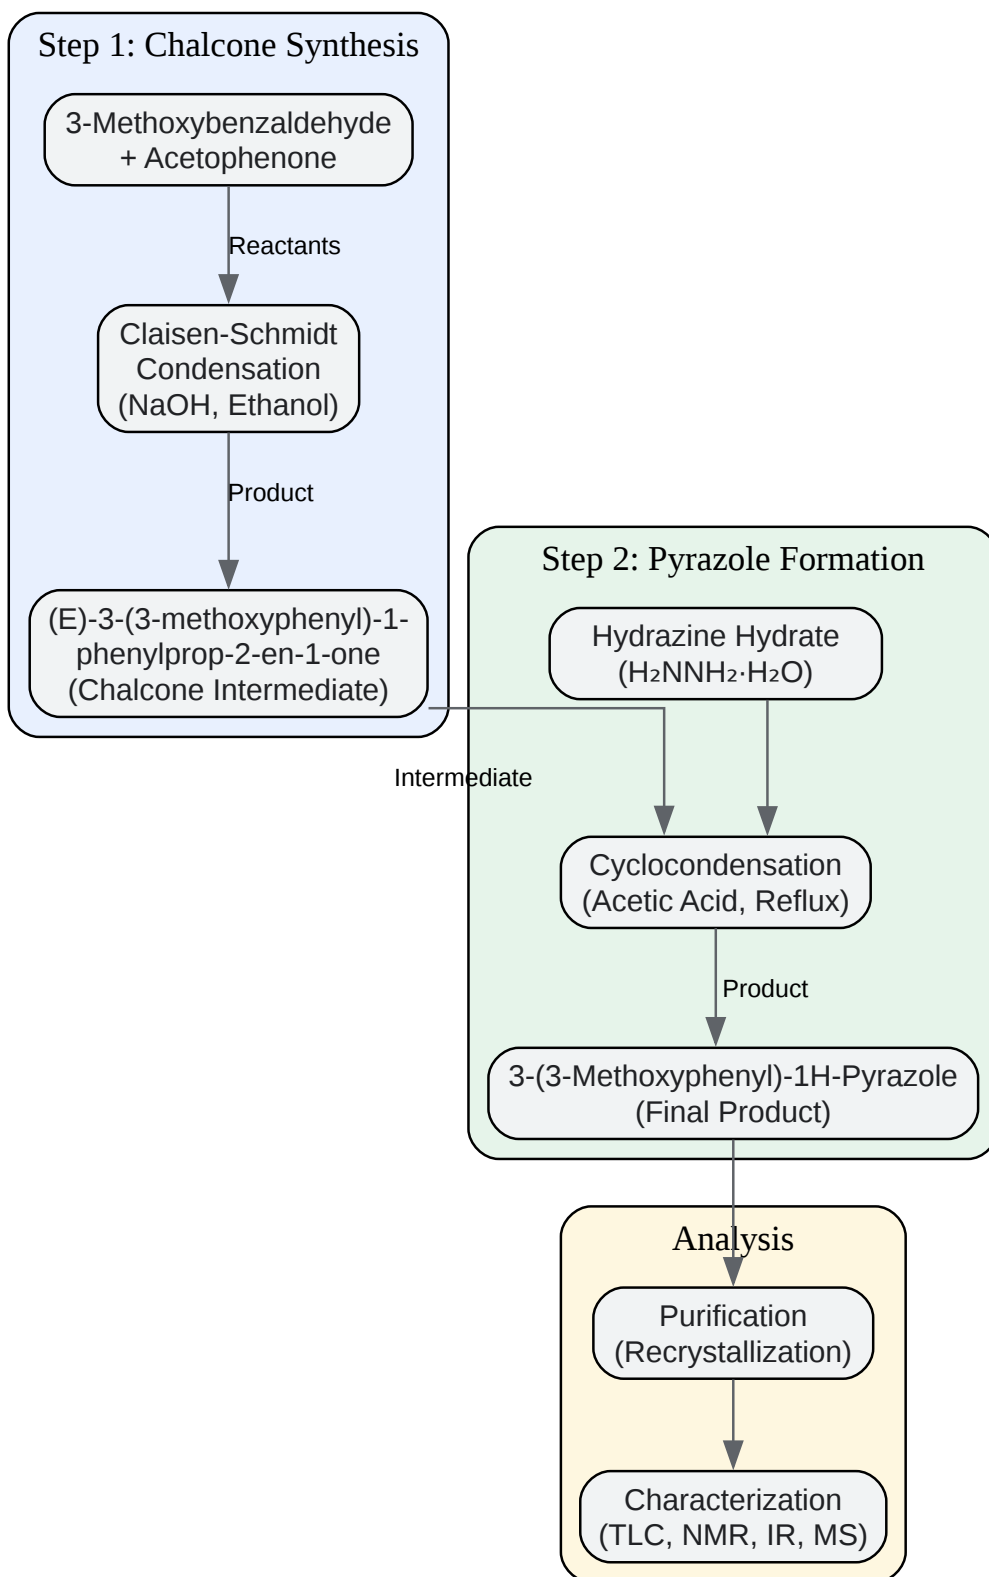 Step 1: Chalcone Synthesis
3-Methoxybenzaldehyde
+ Acetophenone
Reactants
Claisen-Schmidt
Condensation
(NaOH, Ethanol)
Product
(E)-3-(3-methoxyphenyl)-1-
phenylprop-2-en-1-one
(Chalcone Intermediate)
Intermediate
Step 2: Pyrazole Formation
Hydrazine Hydrate
(H₂NNH₂·H₂O)
Cyclocondensation
(Acetic Acid, Reflux)
Product
3-(3-Methoxyphenyl)-1H-Pyrazole
(Final Product)
Analysis
Purification
(Recrystallization)
Characterization
(TLC, NMR, IR, MS)